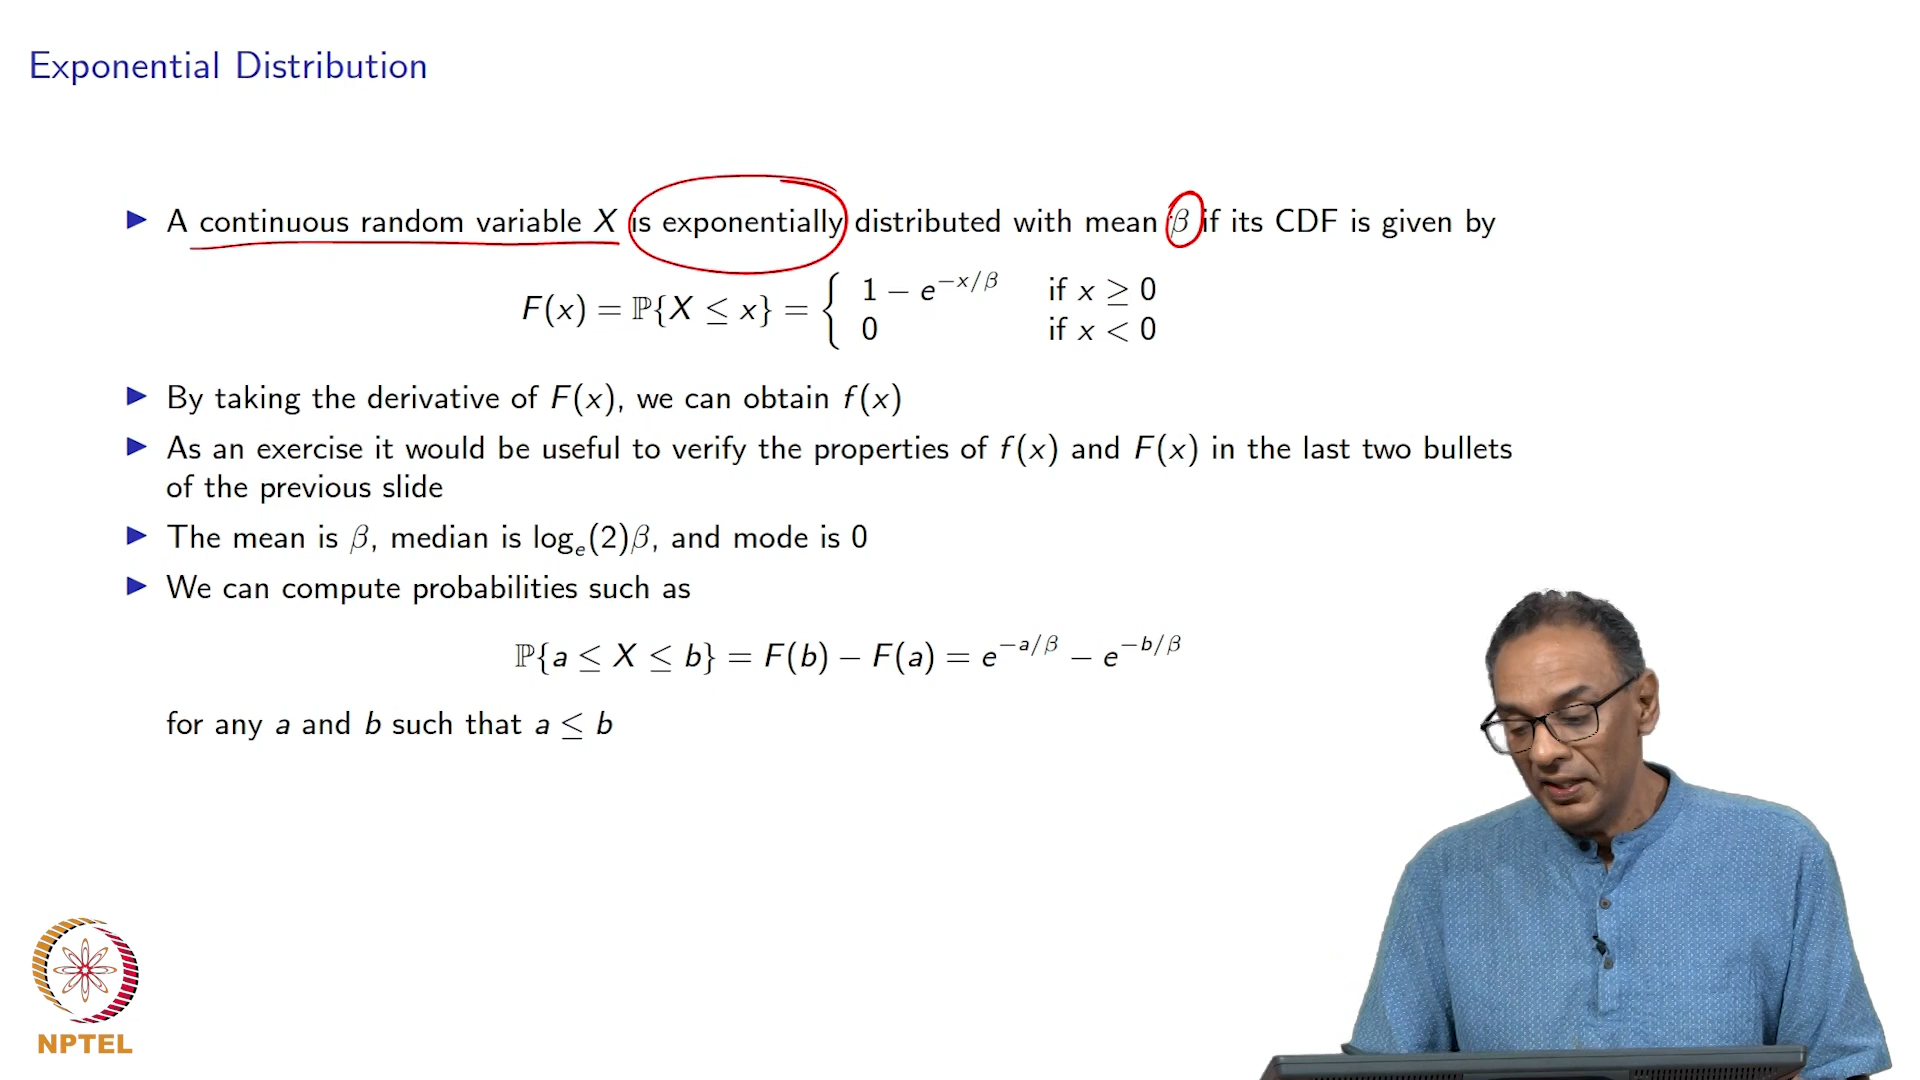 Exponential Distribution
A continuous random variable X is exponentially distributed with mean β if its CDF is given by
F(x) = ℙ{X ≤ x} = { 1 − e^{−x/β} if x ≥ 0
0 if x < 0
By taking the derivative of F(x), we can obtain f(x)
As an exercise it would be useful to verify the properties of f(x) and F(x) in the last two bullets
of the previous slide
The mean is β, median is log_e(2)β, and mode is 0
We can compute probabilities such as
ℙ{a ≤ X ≤ b} = F(b) − F(a) = e^{−a/β} − e^{−b/β}
for any a and b such that a ≤ b
NPTEL